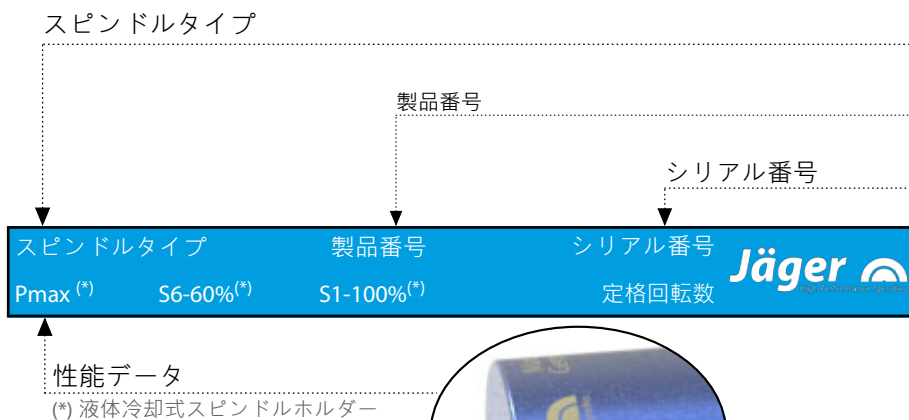 スピンドルタイプ
製品番号
シリアル番号
スピンドルタイプ 製品番号 シリアル番号
Jäger
Pmax (*) S6-60%(*) S1-100%(*) 定格回転数
性能データ
(*) 液体冷却式スピンドルホルダー